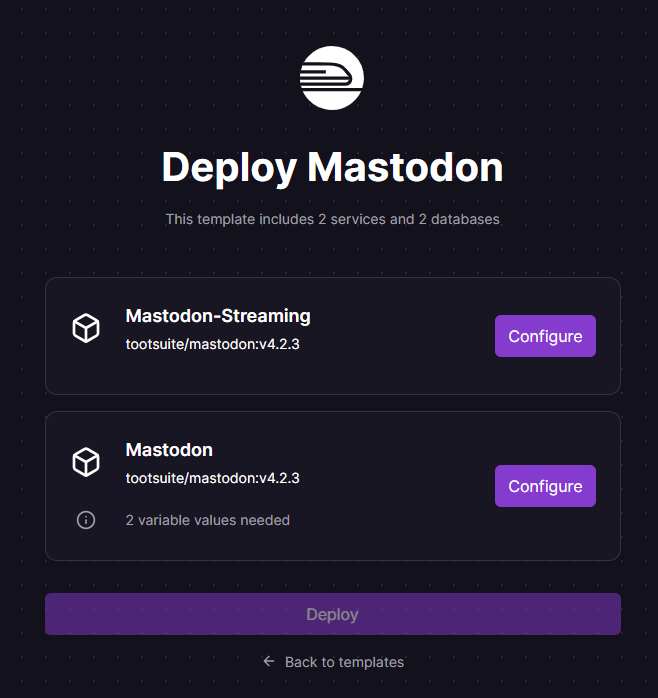 Deploy Mastodon
This template includes 2 services and 2 databases
Mastodon-Streaming
tootsuite/mastodon:v4.2.3
Configure
Mastodon
tootsuite/mastodon:v4.2.3
2 variable values needed
Configure
Deploy
Back to templates